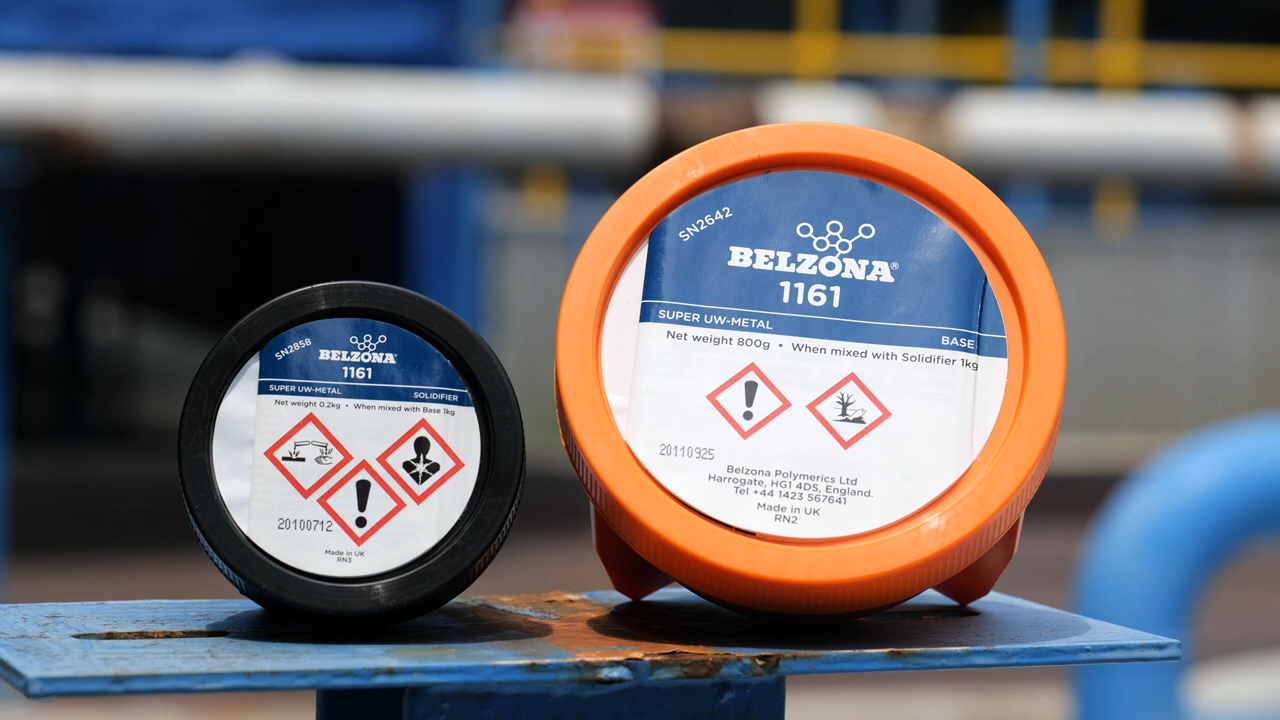 SN2858
BELZONA®
1161
SUPER UW-METAL SOLIDIFIER
Net weight 0.2kg • When mixed with Base 1kg
20100712
Made in UK
RN3
SN2642
BELZONA®
1161
SUPER UW-METAL BASE
Net weight 800g • When mixed with Solidifier 1kg
20110925
Belzona Polymerics Ltd
Harrogate, HG1 4DS, England.
Tel +44 1423 567641
Made in UK
RN2